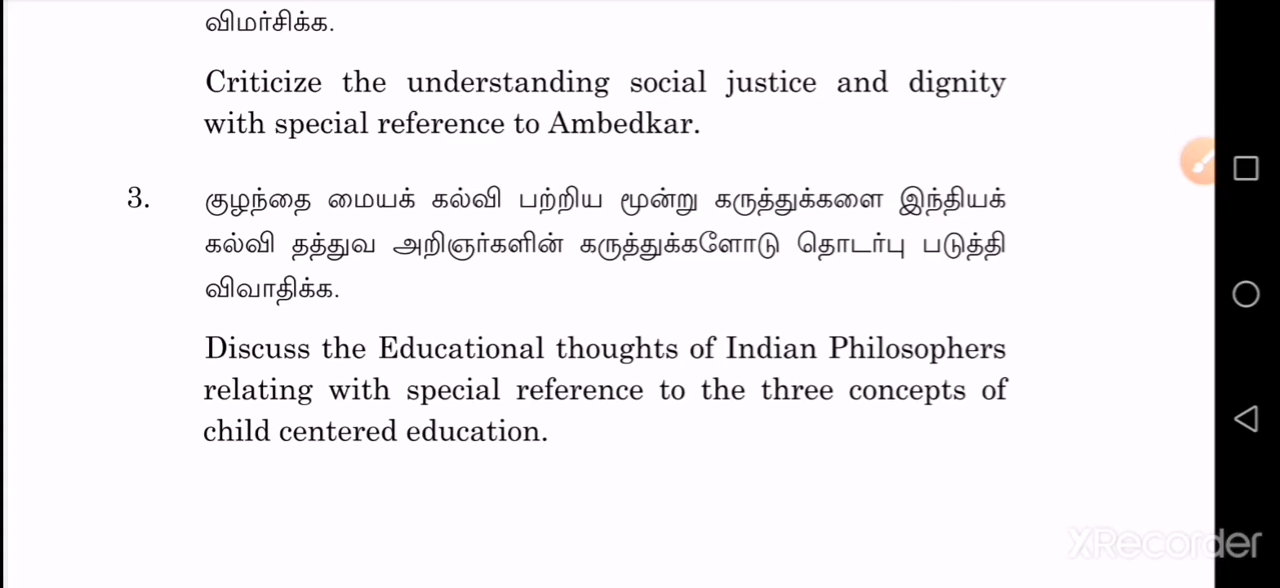 விமர்சிக்க.
Criticize the understanding social justice and dignity
with special reference to Ambedkar.
3. குழந்தை மையக் கல்வி பற்றிய மூன்று கருத்துக்களை இந்தியக்
கல்வி தத்துவ அறிஞர்களின் கருத்துக்களோடு தொடர்பு படுத்தி
விவாதிக்க.
Discuss the Educational thoughts of Indian Philosophers
relating with special reference to the three concepts of
child centered education.
XRecorder